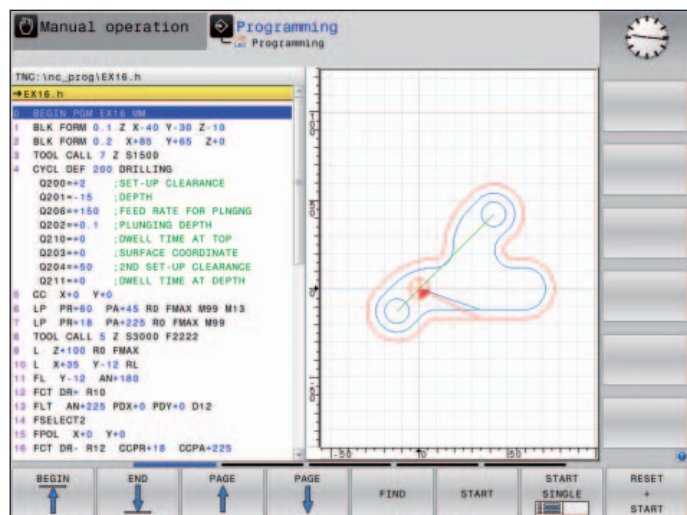 Manual operation
Programming
Programming
TNC:\nc_prog\EX16.h
→EX16.h
0 BEGIN PGM EX16 MM
1 BLK FORM 0.1 Z X-40 Y-30 Z-10
2 BLK FORM 0.2 X+85 Y+65 Z+0
3 TOOL CALL 7 Z S1500
4 CYCL DEF 200 DRILLING
Q200=+2 ;SET-UP CLEARANCE
Q201=-15 ;DEPTH
Q206=+150 ;FEED RATE FOR PLNGNG
Q202=+0.1 ;PLUNGING DEPTH
Q210=+0 ;DWELL TIME AT TOP
Q203=+0 ;SURFACE COORDINATE
Q204=+50 ;2ND SET-UP CLEARANCE
Q211=+0 ;DWELL TIME AT DEPTH
5 CC X+0 Y+0
6 LP PR+60 PA+45 R0 FMAX M99 M13
7 LP PR+18 PA+225 R0 FMAX M99
8 TOOL CALL 5 Z S3000 F2222
9 L Z+100 R0 FMAX
10 L X+35 Y-12 RL
11 FL Y-12 AN+180
12 FCT DR+ R10
13 FLT AN+225 PDX+0 PDY+0 D12
14 FSELECT2
15 FPOL X+0 Y+0
16 FCT DR- R12 CCPR+18 CCPA+225
-50
0
50
BEGIN
END
PAGE
PAGE
FIND
START
START
SINGLE
RESET
+
START